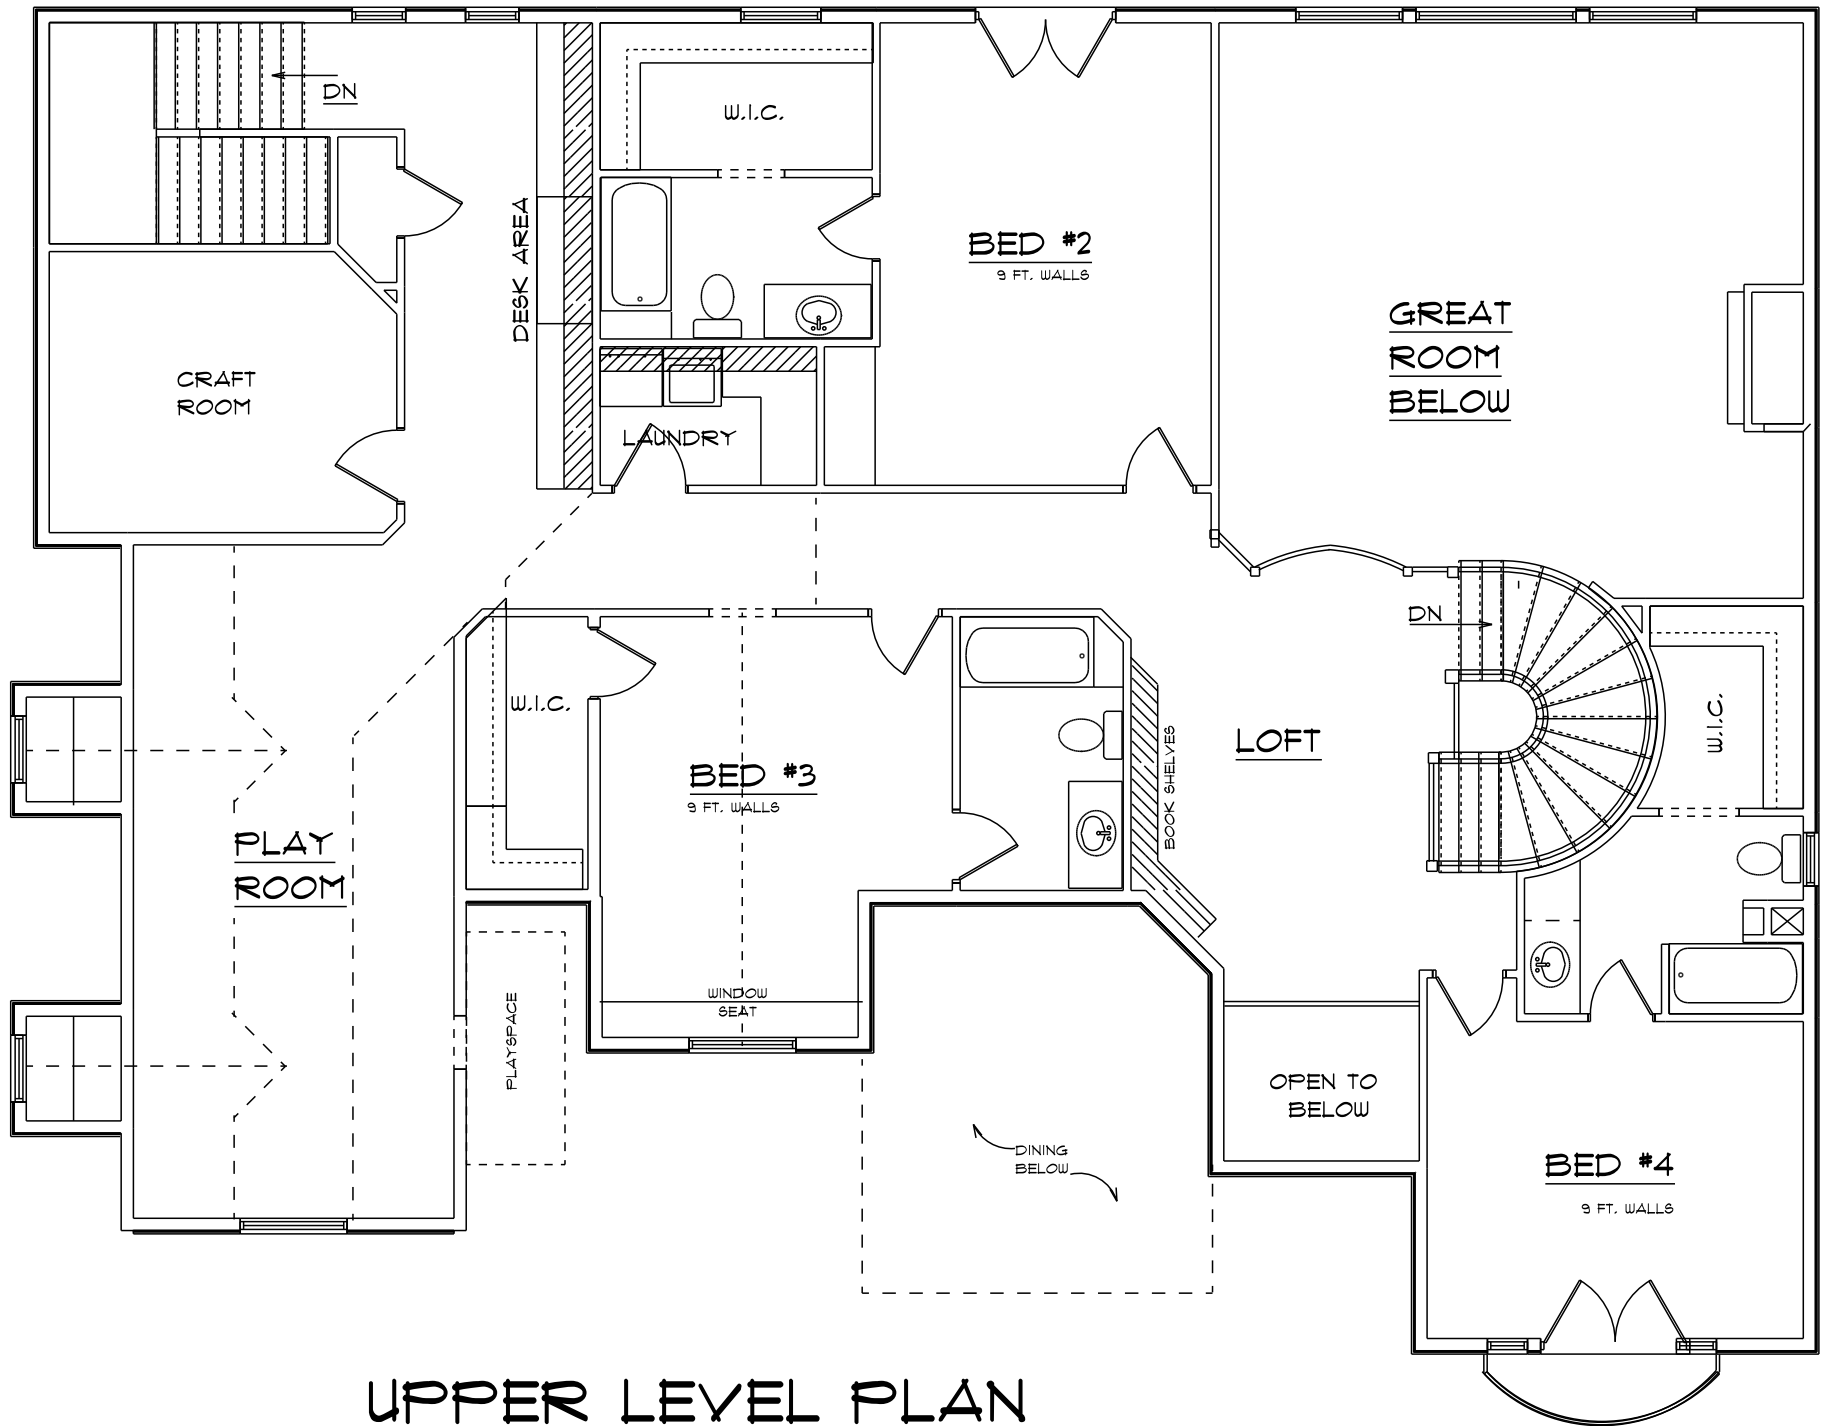 DN
W.I.C.
DESK AREA
BED #2
9 FT. WALLS
GREAT
ROOM
BELOW
CRAFT
ROOM
LAUNDRY
DN
W.I.C.
W.I.C.
BOOK SHELVES
LOFT
BED #3
9 FT. WALLS
PLAY
ROOM
WINDOW
SEAT
PLAYSPACE
OPEN TO
BELOW
DINING
BELOW
BED #4
9 FT. WALLS
UPPER LEVEL PLAN